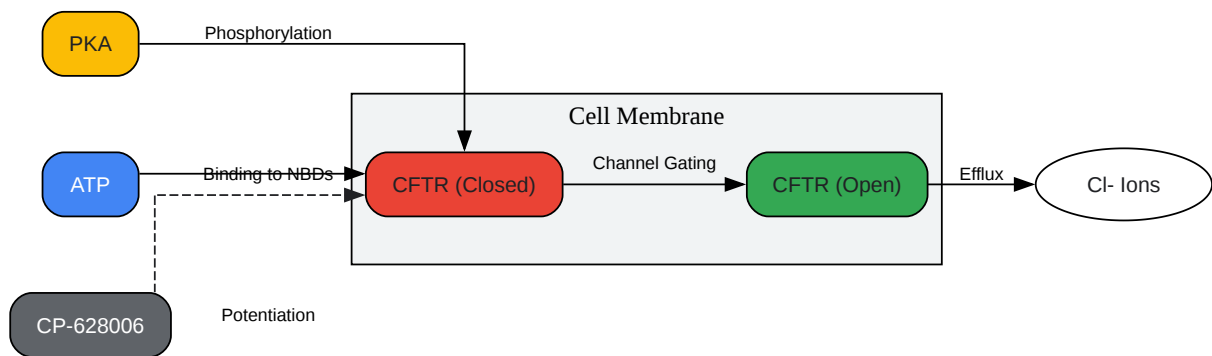 PKA
Phosphorylation
Cell Membrane
ATP
Binding to NBDs
CFTR (Closed)
Channel Gating
CFTR (Open)
Efflux
Cl- Ions
CP-628006
Potentiation